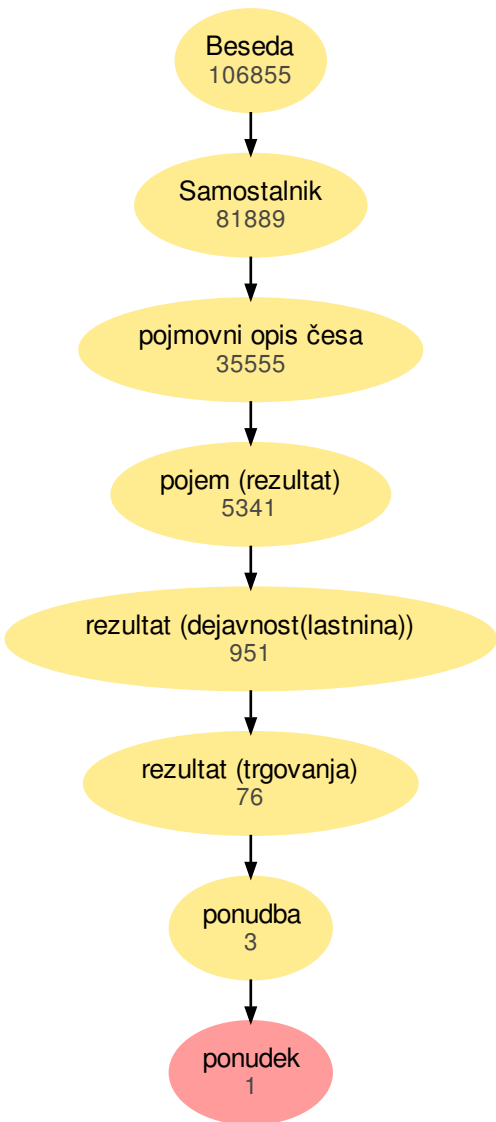 Beseda
106855
Samostalnik
81889
pojmovni opis česa
35555
pojem (rezultat)
5341
rezultat (dejavnost(lastnina))
951
rezultat (trgovanja)
76
ponudba
3
ponudek
1